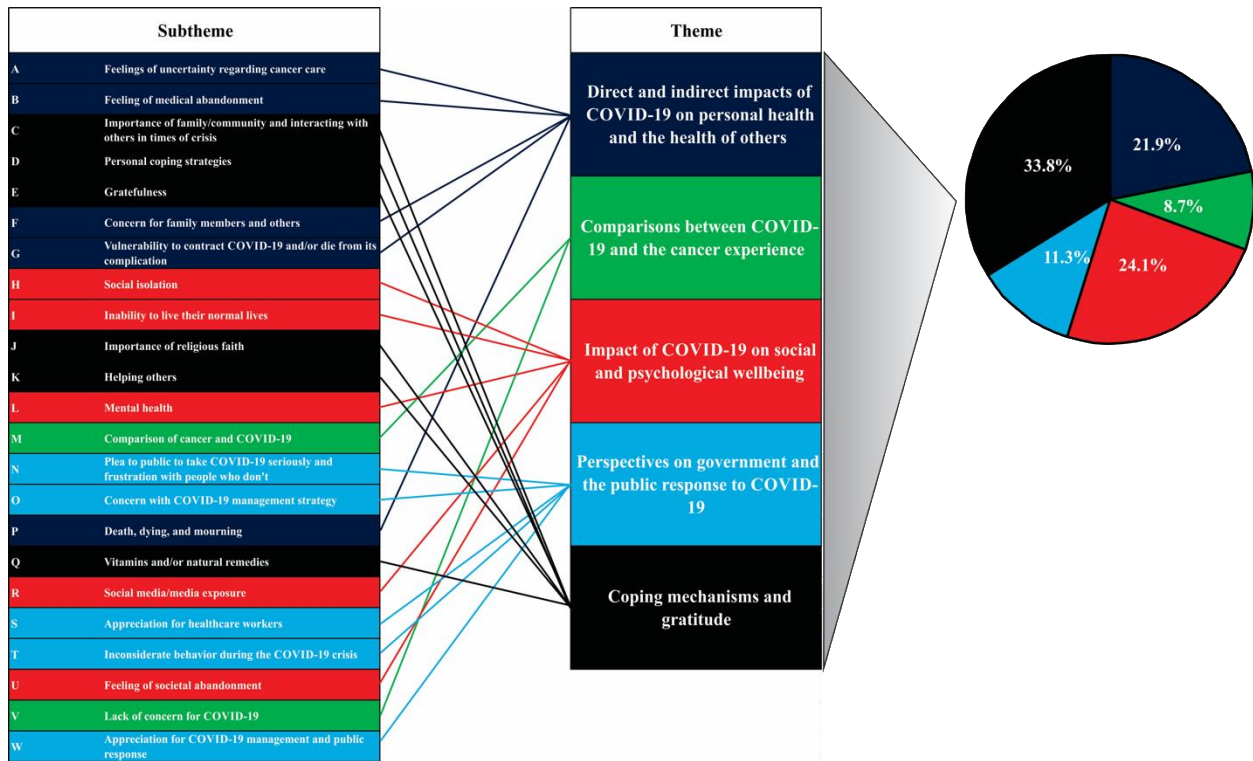 Subtheme
A Feelings of uncertainty regarding cancer care
B Feeling of medical abandonment
C Importance of family/community and interacting with
others in times of crisis
D Personal coping strategies
E Gratefulness
F Concern for family members and others
G Vulnerability to contract COVID-19 and/or die from its
complication
H Social isolation
I Inability to live their normal lives
J Importance of religious faith
K Helping others
L Mental health
M Comparison of cancer and COVID-19
N Plea to public to take COVID-19 seriously and
frustration with people who don't
O Concern with COVID-19 management strategy
P Death, dying, and mourning
Q Vitamins and/or natural remedies
R Social media/media exposure
S Appreciation for healthcare workers
T Inconsiderate behavior during the COVID-19 crisis
U Feeling of societal abandonment
V Lack of concern for COVID-19
W Appreciation for COVID-19 management and public
response
Theme
Direct and indirect impacts of
COVID-19 on personal health
and the health of others
Comparisons between COVID-
19 and the cancer experience
Impact of COVID-19 on social
and psychological wellbeing
Perspectives on government and
the public response to COVID-
19
Coping mechanisms and
gratitude
33.8%
21.9%
8.7%
11.3%
24.1%